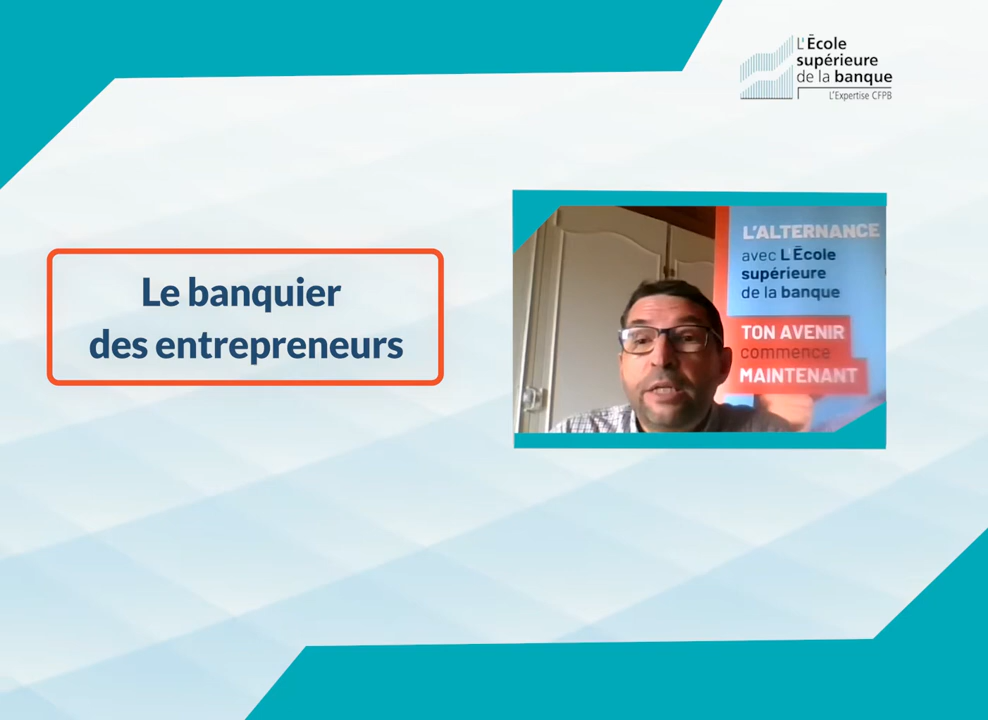 L'École
supérieure
de la banque
L'Expertise CFPB
Le banquier
des entrepreneurs
L'ALTERNANCE
avec L'École
supérieure
de la banque
TON AVENIR
commence
MAINTENANT